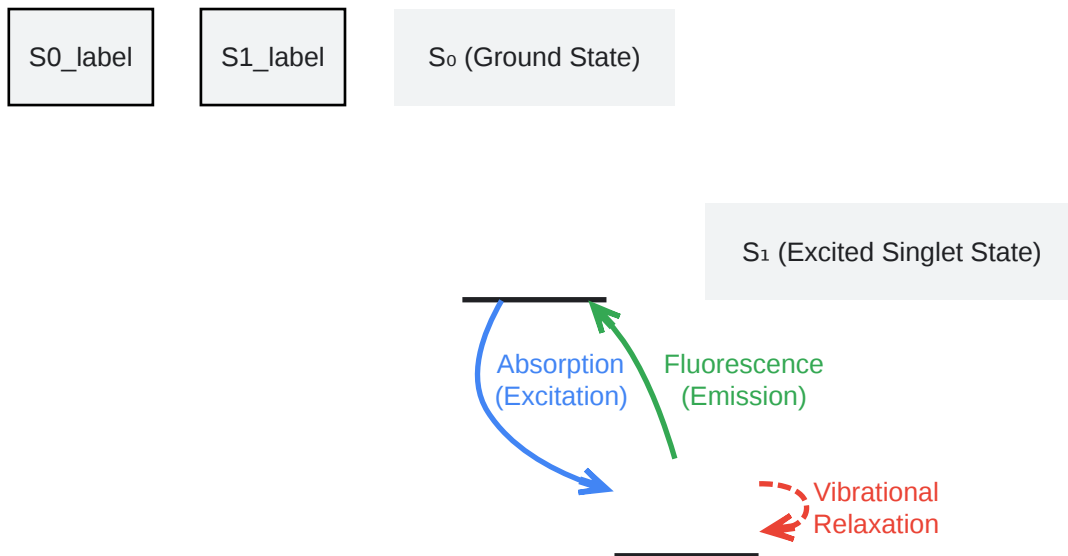 S0_label
S1_label
S₀ (Ground State)
S₁ (Excited Singlet State)
Absorption
(Excitation)
Fluorescence
(Emission)
Vibrational
Relaxation